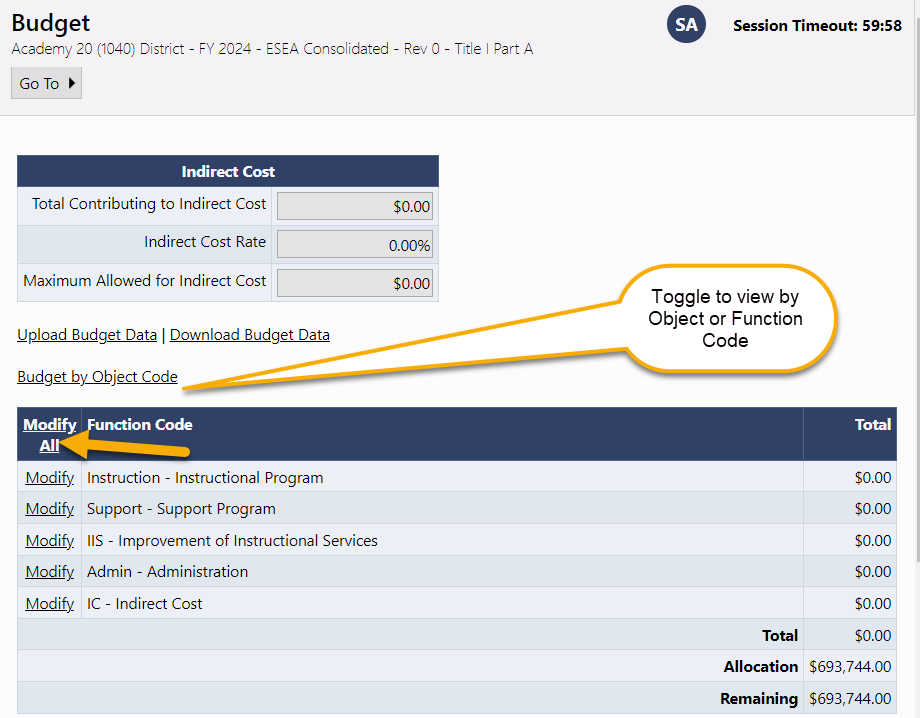 Budget
SA
Session Timeout: 59:58
Academy 20 (1040) District - FY 2024 - ESEA Consolidated - Rev 0 - Title I Part A
Go To
Indirect Cost
Total Contributing to Indirect Cost $0.00
Indirect Cost Rate 0.00%
Maximum Allowed for Indirect Cost $0.00
Toggle to view by
Object or Function
Code
Upload Budget Data | Download Budget Data
Budget by Object Code
Modify Function Code Total
All
Modify Instruction - Instructional Program $0.00
Modify Support - Support Program $0.00
Modify IIS - Improvement of Instructional Services $0.00
Modify Admin - Administration $0.00
Modify IC - Indirect Cost $0.00
Total $0.00
Allocation $693,744.00
Remaining $693,744.00